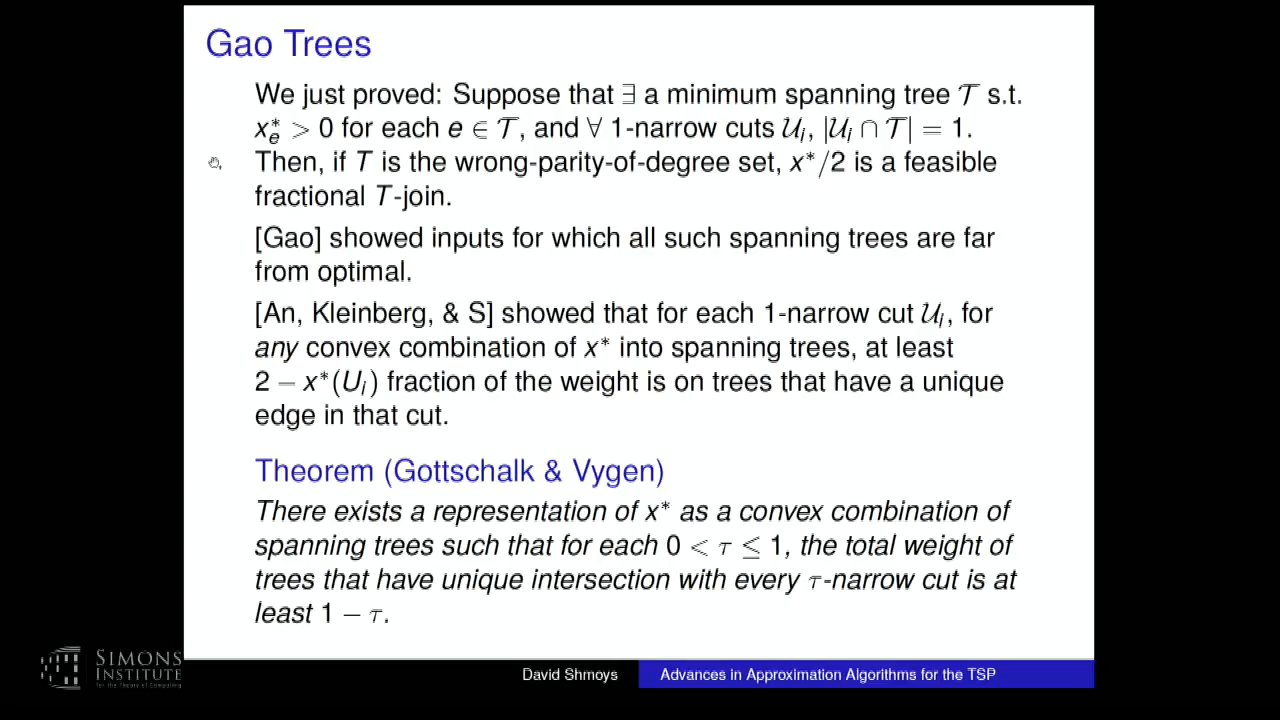 Gao Trees
We just proved: Suppose that ∃ a minimum spanning tree 𝒯 s.t.
x*ₑ > 0 for each e ∈ 𝒯, and ∀ 1-narrow cuts 𝒰ᵢ, |𝒰ᵢ ∩ 𝒯| = 1.
Then, if T is the wrong-parity-of-degree set, x*/2 is a feasible
fractional T-join.
[Gao] showed inputs for which all such spanning trees are far
from optimal.
[An, Kleinberg, & S] showed that for each 1-narrow cut 𝒰ᵢ, for
any convex combination of x* into spanning trees, at least
2 − x*(Uᵢ) fraction of the weight is on trees that have a unique
edge in that cut.
Theorem (Gottschalk & Vygen)
There exists a representation of x* as a convex combination of
spanning trees such that for each 0 < τ ≤ 1, the total weight of
trees that have unique intersection with every τ-narrow cut is at
least 1 − τ.
SIMONS
INSTITUTE
for the Theory of Computing
David Shmoys
Advances in Approximation Algorithms for the TSP